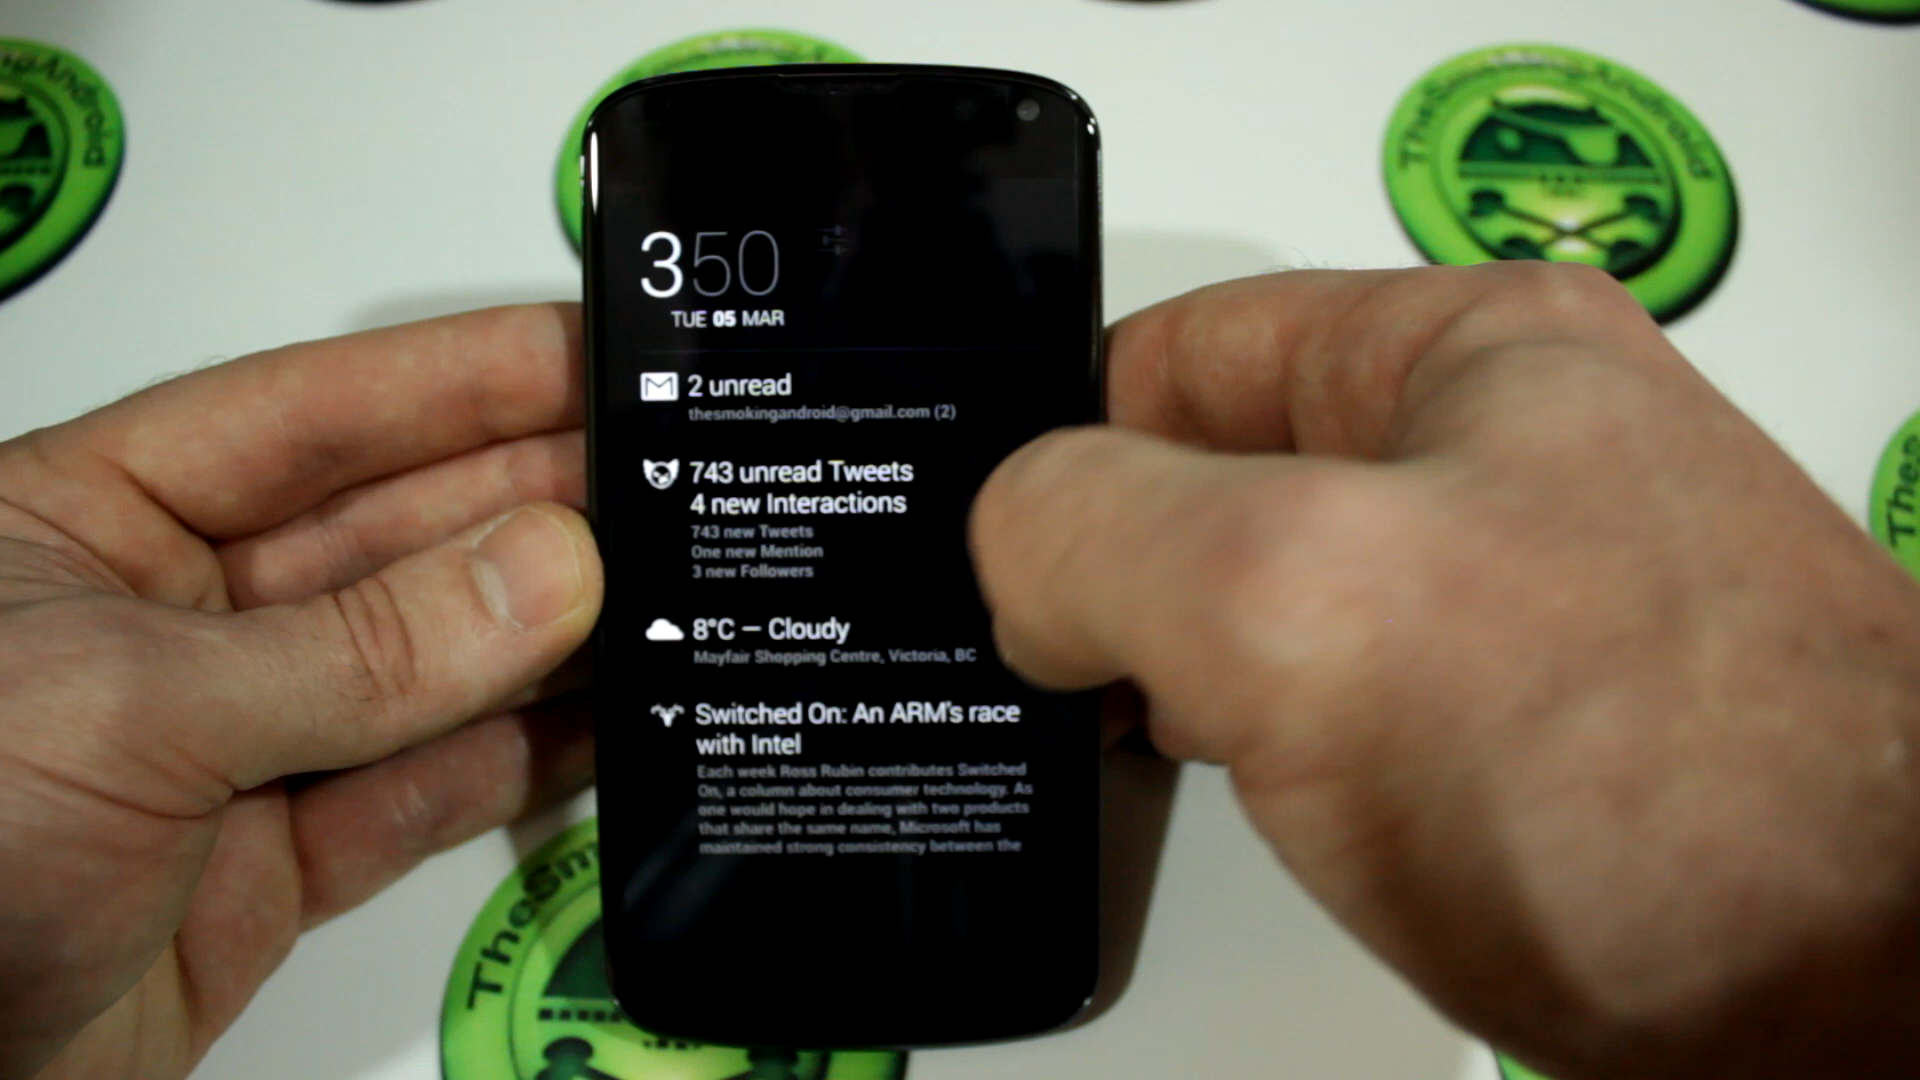 TheSmokingAndroid
350
TUE 05 MAR
2 unread
thesmokingandroid@gmail.com (2)
743 unread Tweets
4 new Interactions
743 new Tweets
One new Mention
3 new Followers
8°C – Cloudy
Mayfair Shopping Centre, Victoria, BC
Switched On: An ARM's race
with Intel
Each week Ross Rubin contributes Switched
On, a column about consumer technology. As
one would hope in dealing with two products
that share the same name, Microsoft has
maintained strong consistency between the
TheSm